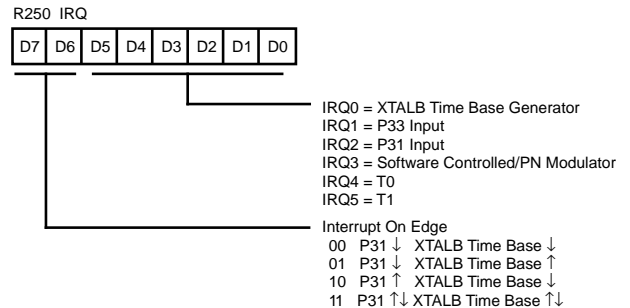 R250 IRQ
D7 D6 D5 D4 D3 D2 D1 D0
IRQ0 = XTALB Time Base Generator
IRQ1 = P33 Input
IRQ2 = P31 Input
IRQ3 = Software Controlled/PN Modulator
IRQ4 = T0
IRQ5 = T1
Interrupt On Edge
00 P31 ↓ XTALB Time Base ↓
01 P31 ↓ XTALB Time Base ↑
10 P31 ↑ XTALB Time Base ↓
11 P31 ↑↓ XTALB Time Base ↑↓